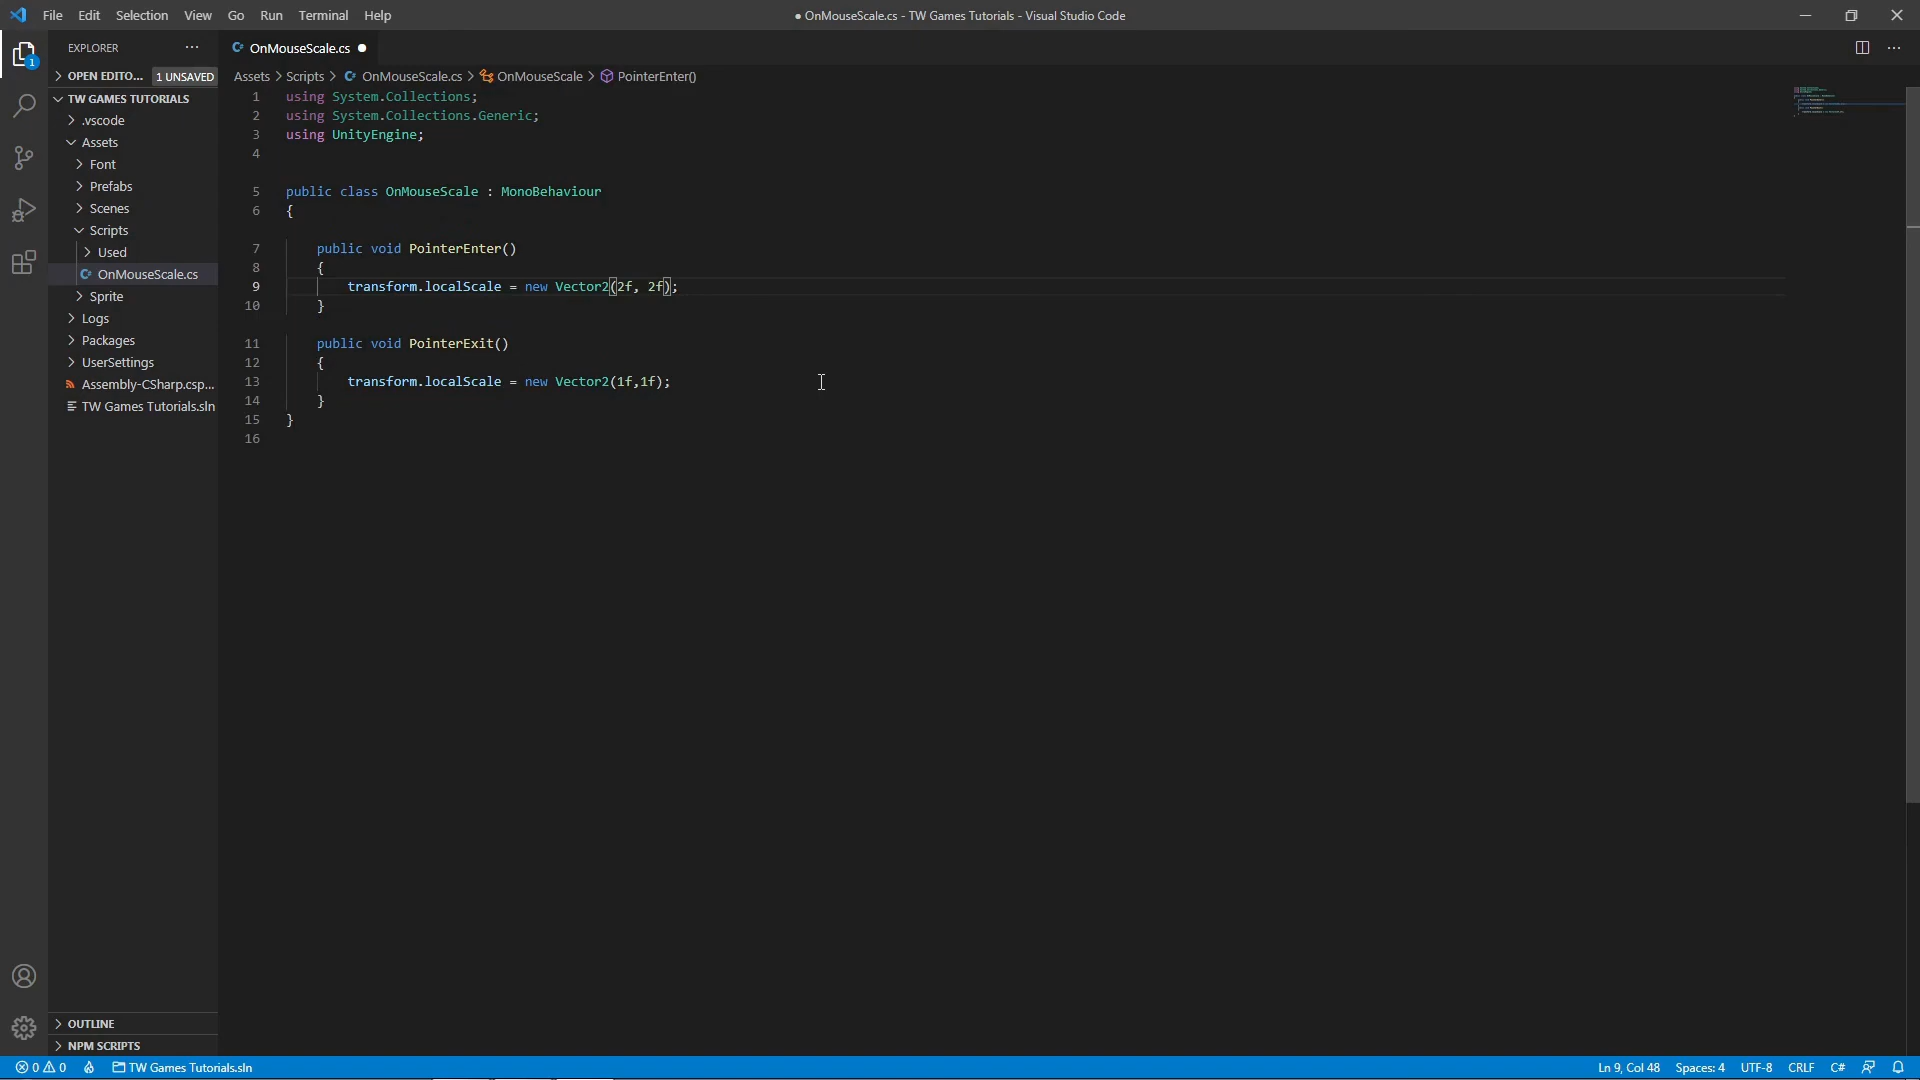 File Edit Selection View Go Run Terminal Help
● OnMouseScale.cs - TW Games Tutorials - Visual Studio Code
EXPLORER
OnMouseScale.cs
OPEN EDITO... 1 UNSAVED
TW GAMES TUTORIALS
.vscode
Assets
Font
Prefabs
Scenes
Scripts
Used
OnMouseScale.cs
Sprite
Logs
Packages
UserSettings
Assembly-CSharp.csp...
TW Games Tutorials.sln
OUTLINE
NPM SCRIPTS
Assets > Scripts > OnMouseScale.cs > OnMouseScale > PointerEnter()
1 using System.Collections;
2 using System.Collections.Generic;
3 using UnityEngine;
4
5 public class OnMouseScale : MonoBehaviour
6 {
7 public void PointerEnter()
8 {
9 transform.localScale = new Vector2(2f, 2f);
10 }
11 public void PointerExit()
12 {
13 transform.localScale = new Vector2(1f,1f);
14 }
15 }
16
1
0 0 TW Games Tutorials.sln
Ln 9, Col 48 Spaces: 4 UTF-8 CRLF C#